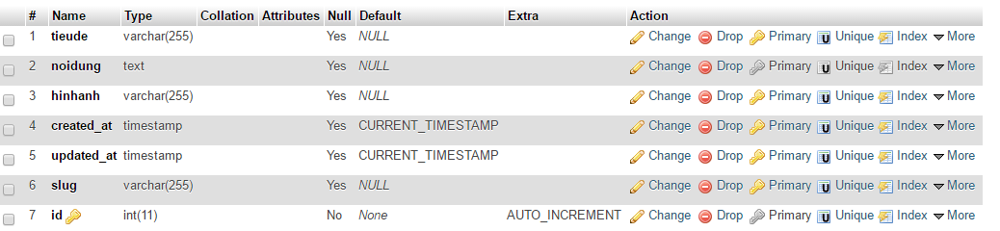 # Name Type Collation Attributes Null Default Extra Action
1 tieude varchar(255) Yes NULL Change Drop Primary U Unique Index More
2 noidung text Yes NULL Change Drop Primary U Unique Index More
3 hinhanh varchar(255) Yes NULL Change Drop Primary U Unique Index More
4 created_at timestamp Yes CURRENT_TIMESTAMP Change Drop Primary U Unique Index More
5 updated_at timestamp Yes CURRENT_TIMESTAMP Change Drop Primary U Unique Index More
6 slug varchar(255) Yes NULL Change Drop Primary U Unique Index More
7 id int(11) No None AUTO_INCREMENT Change Drop Primary U Unique Index More